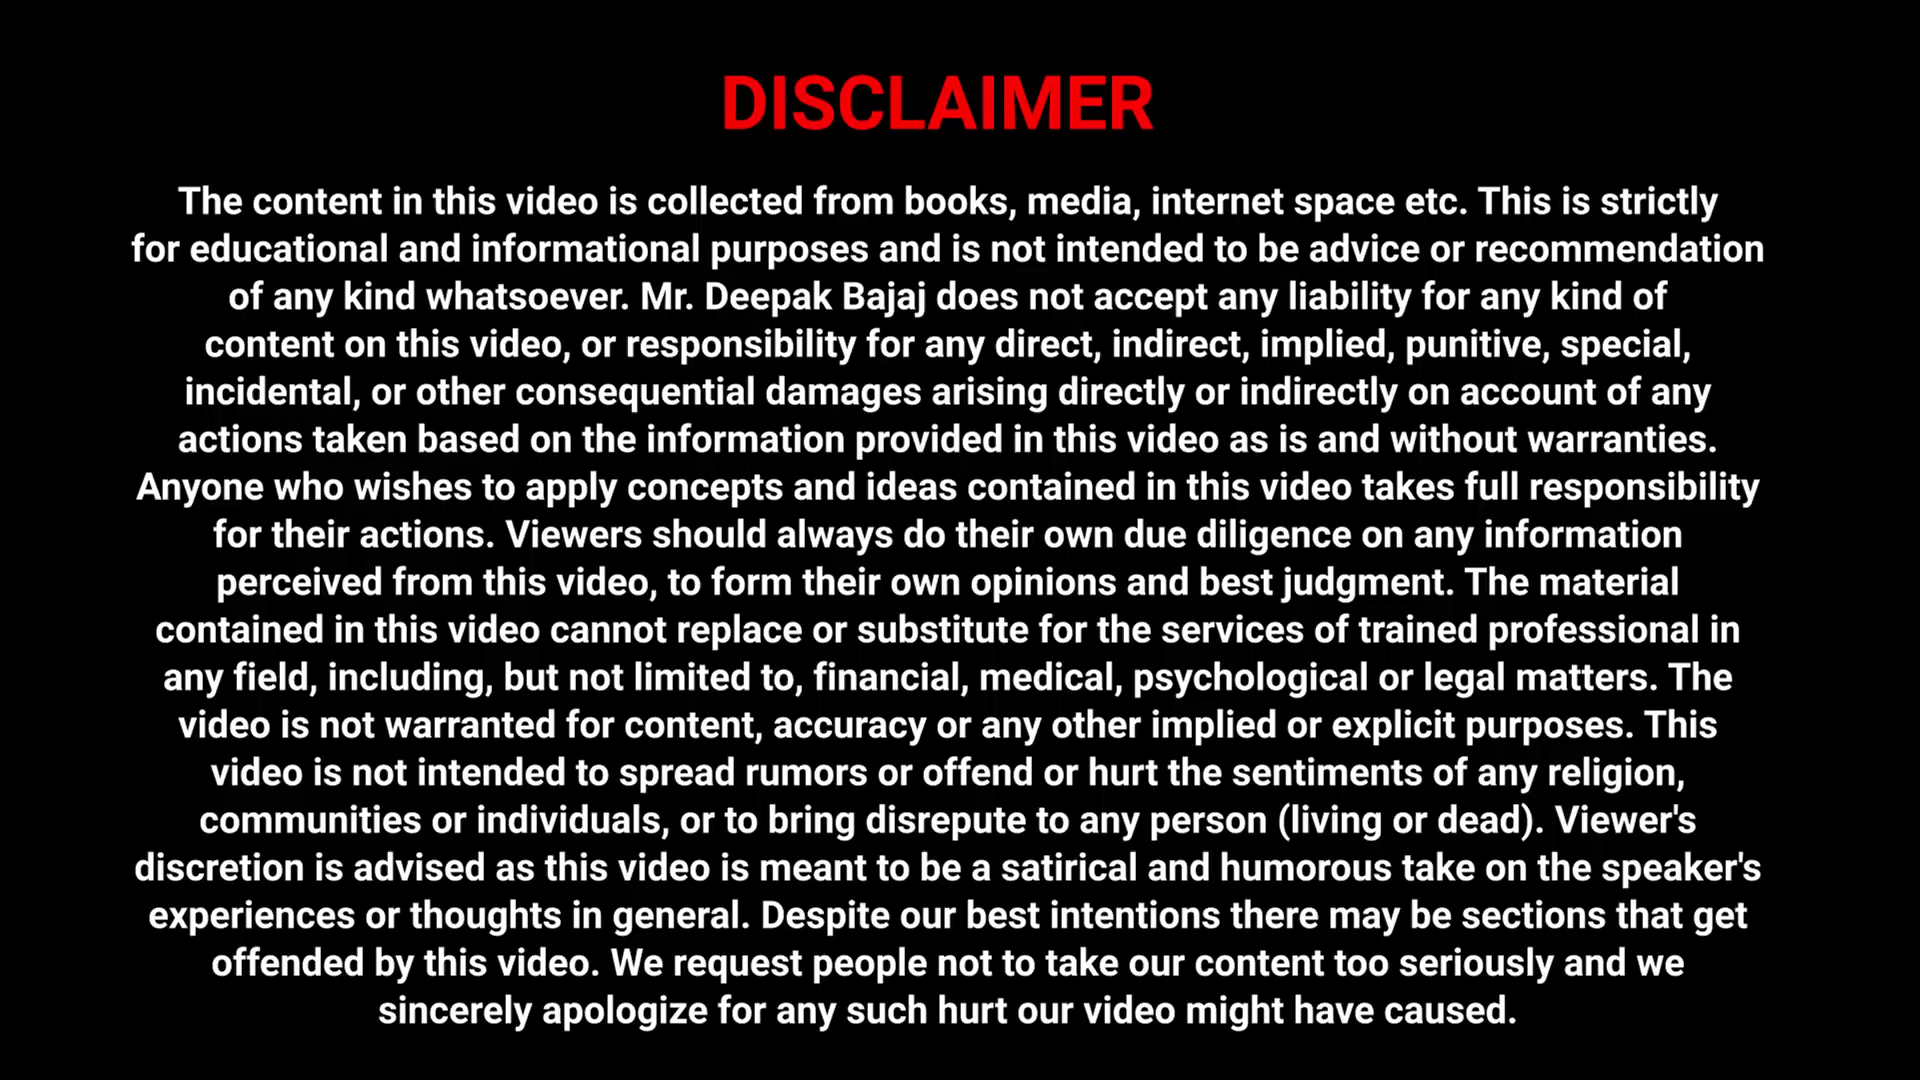 DISCLAIMER
The content in this video is collected from books, media, internet space etc. This is strictly
for educational and informational purposes and is not intended to be advice or recommendation
of any kind whatsoever. Mr. Deepak Bajaj does not accept any liability for any kind of
content on this video, or responsibility for any direct, indirect, implied, punitive, special,
incidental, or other consequential damages arising directly or indirectly on account of any
actions taken based on the information provided in this video as is and without warranties.
Anyone who wishes to apply concepts and ideas contained in this video takes full responsibility
for their actions. Viewers should always do their own due diligence on any information
perceived from this video, to form their own opinions and best judgment. The material
contained in this video cannot replace or substitute for the services of trained professional in
any field, including, but not limited to, financial, medical, psychological or legal matters. The
video is not warranted for content, accuracy or any other implied or explicit purposes. This
video is not intended to spread rumors or offend or hurt the sentiments of any religion,
communities or individuals, or to bring disrepute to any person (living or dead). Viewer's
discretion is advised as this video is meant to be a satirical and humorous take on the speaker's
experiences or thoughts in general. Despite our best intentions there may be sections that get
offended by this video. We request people not to take our content too seriously and we
sincerely apologize for any such hurt our video might have caused.